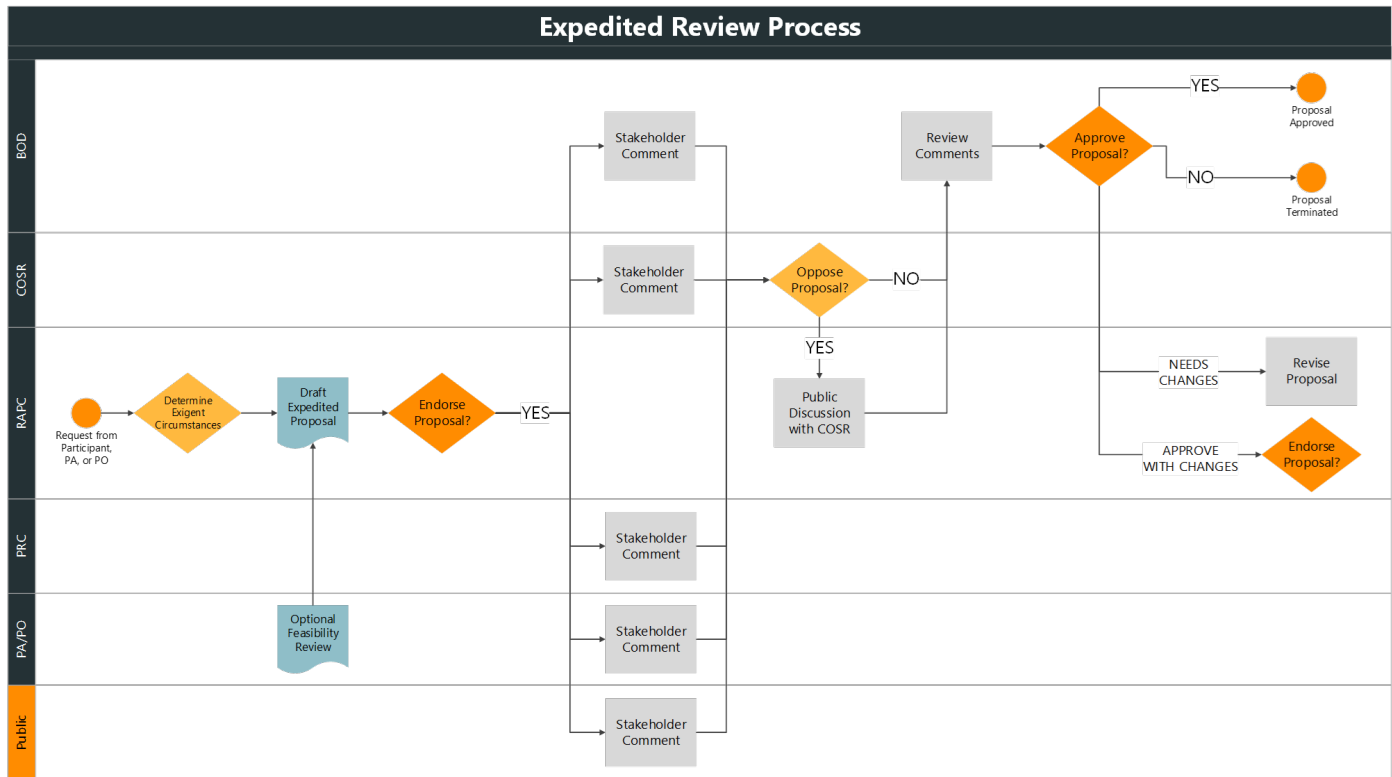 Expedited Review Process
BOD
Stakeholder
Comment
Review
Comments
Approve
Proposal?
YES
Proposal
Approved
NO
Proposal
Terminated
COSR
Stakeholder
Comment
Oppose
Proposal?
NO
YES
RAPC
Request from
Participant,
PA, or PO
Determine
Exigent
Circumstances
Draft
Expedited
Proposal
Endorse
Proposal?
YES
Public
Discussion
with COSR
NEEDS
CHANGES
Revise
Proposal
APPROVE
WITH CHANGES
Endorse
Proposal?
PRC
Stakeholder
Comment
PA/PO
Optional
Feasibility
Review
Stakeholder
Comment
Public
Stakeholder
Comment